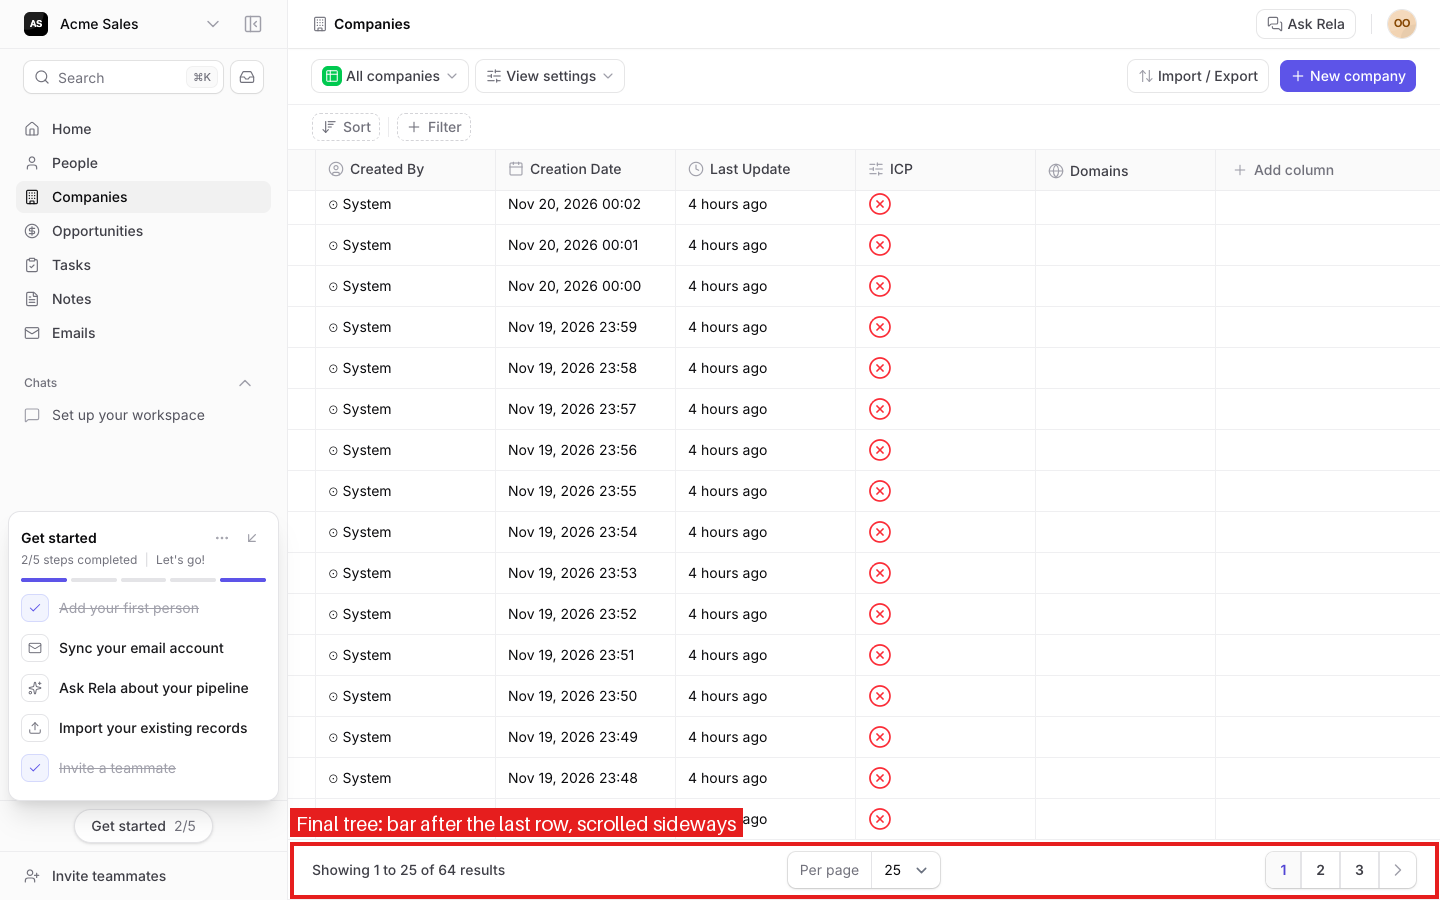 AS Acme Sales
Search ⌘K
Home
People
Companies
Opportunities
Tasks
Notes
Emails
Chats
Set up your workspace
Get started
2/5 steps completed Let's go!
Add your first person
Sync your email account
Ask Rela about your pipeline
Import your existing records
Invite a teammate
Get started 2/5
Invite teammates
Companies
Ask Rela OO
All companies View settings Import / Export + New company
Sort + Filter
Created By Creation Date Last Update ICP Domains + Add column
System Nov 20, 2026 00:02 4 hours ago
System Nov 20, 2026 00:01 4 hours ago
System Nov 20, 2026 00:00 4 hours ago
System Nov 19, 2026 23:59 4 hours ago
System Nov 19, 2026 23:58 4 hours ago
System Nov 19, 2026 23:57 4 hours ago
System Nov 19, 2026 23:56 4 hours ago
System Nov 19, 2026 23:55 4 hours ago
System Nov 19, 2026 23:54 4 hours ago
System Nov 19, 2026 23:53 4 hours ago
System Nov 19, 2026 23:52 4 hours ago
System Nov 19, 2026 23:51 4 hours ago
System Nov 19, 2026 23:50 4 hours ago
System Nov 19, 2026 23:49 4 hours ago
System Nov 19, 2026 23:48 4 hours ago
Final tree: bar after the last row, scrolled sideways ago
Showing 1 to 25 of 64 results Per page 25 1 2 3